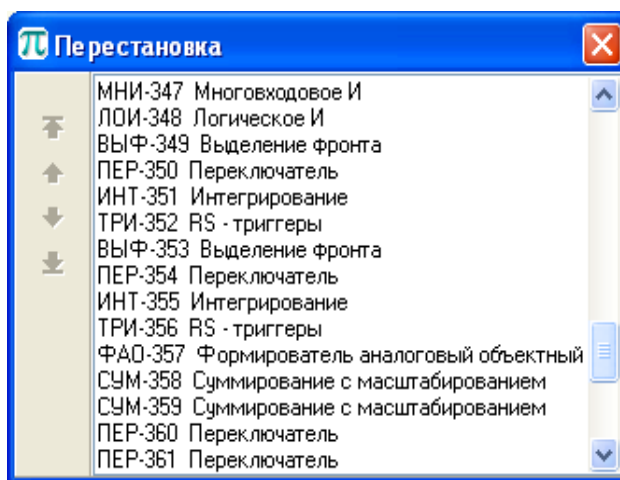 Перестановка
МНИ-347 Многовходовое И
ЛОИ-348 Логическое И
ВЫФ-349 Выделение фронта
ПЕР-350 Переключатель
ИНТ-351 Интегрирование
ТРИ-352 RS - триггеры
ВЫФ-353 Выделение фронта
ПЕР-354 Переключатель
ИНТ-355 Интегрирование
ТРИ-356 RS - триггеры
ФАО-357 Формирователь аналоговый объектный
СУМ-358 Суммирование с масштабированием
СУМ-359 Суммирование с масштабированием
ПЕР-360 Переключатель
ПЕР-361 Переключатель